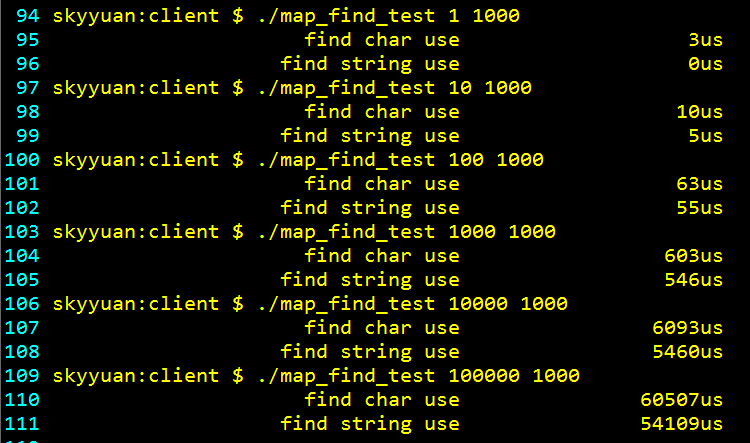 94 skyyuan:client $ ./map_find_test 1 1000
95 find char use 3us
96 find string use 0us
97 skyyuan:client $ ./map_find_test 10 1000
98 find char use 10us
99 find string use 5us
100 skyyuan:client $ ./map_find_test 100 1000
101 find char use 63us
102 find string use 55us
103 skyyuan:client $ ./map_find_test 1000 1000
104 find char use 603us
105 find string use 546us
106 skyyuan:client $ ./map_find_test 10000 1000
107 find char use 6093us
108 find string use 5460us
109 skyyuan:client $ ./map_find_test 100000 1000
110 find char use 60507us
111 find string use 54109us